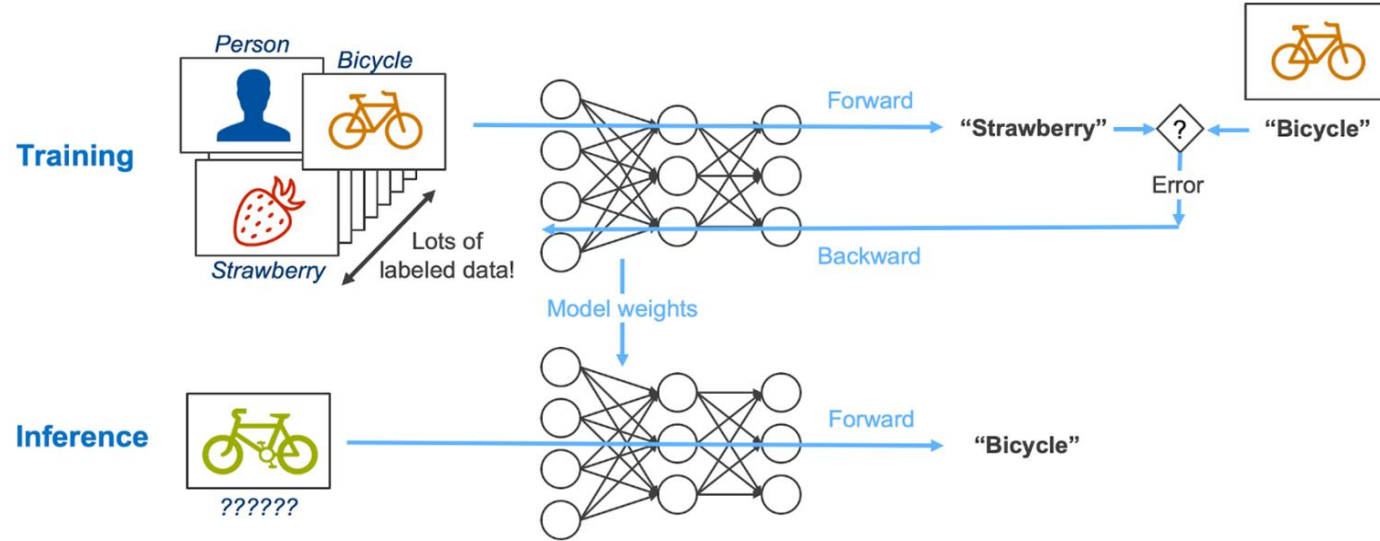 Person
Bicycle
Training
Strawberry
Lots of
labeled data!
Forward
“Strawberry”
?
“Bicycle”
Error
Backward
Model weights
Inference
??????
Forward
“Bicycle”